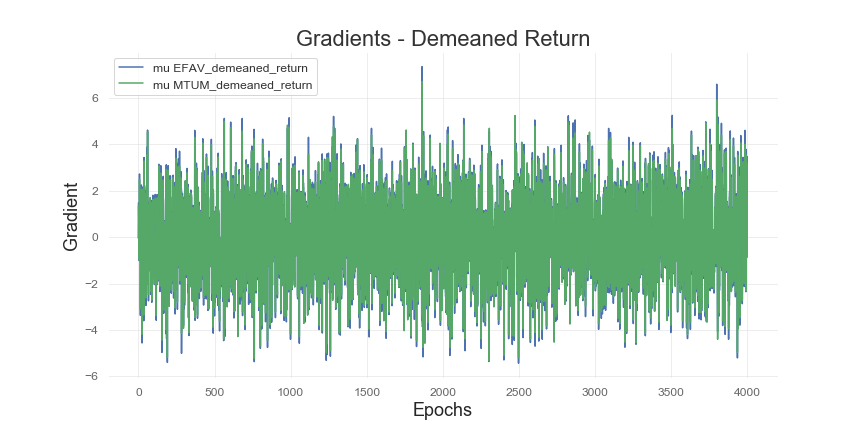 Gradients - Demeaned Return
mu EFAV_demeaned_return
mu MTUM_demeaned_return
6
4
2
0
−2
−4
−6
Gradient
0 500 1000 1500 2000 2500 3000 3500 4000
Epochs